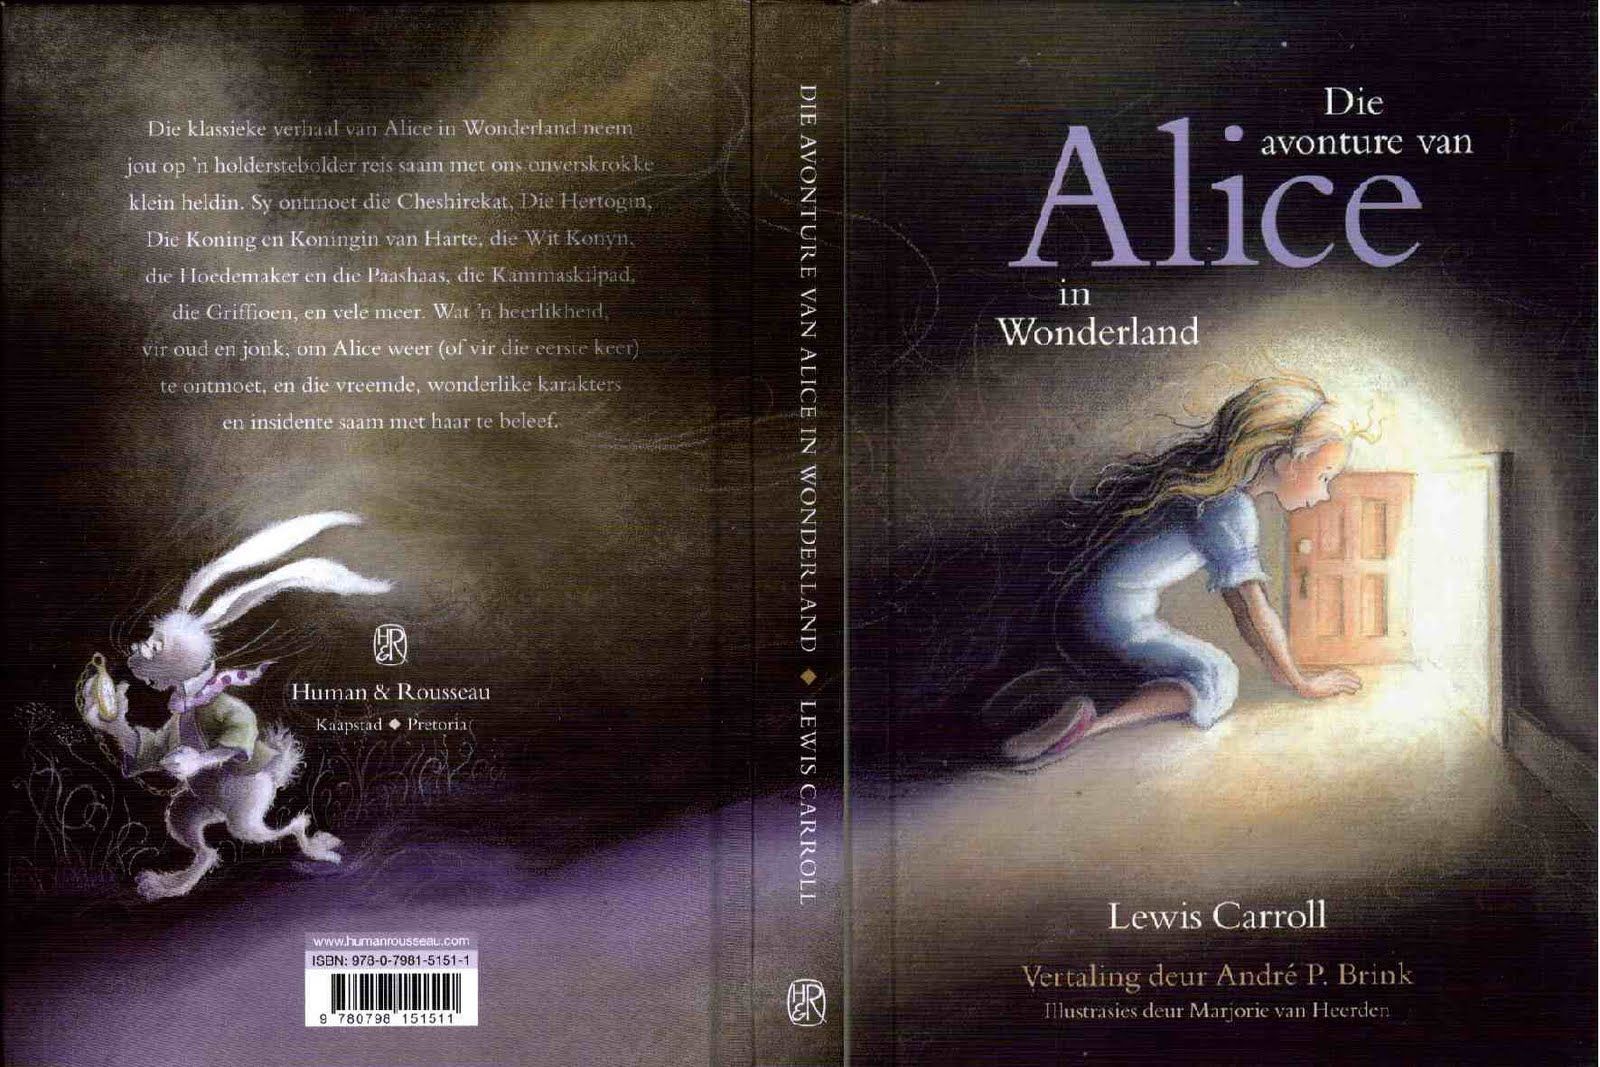 Die klassieke verhaal van Alice in Wonderland neem
jou op 'n holderstebolder reis saam met ons onverskrokke
klein heldin. Sy ontmoet die Cheshirekat, Die Hertogin,
Die Koning en Koningin van Harte, die Wit Konyn,
die Hoedemaker en die Paashaas, die Kammaskilpad,
die Griffioen, en vele meer. Wat 'n heerlikheid,
vir oud en jonk, om Alice weer (of vir die eerste keer)
te ontmoet, en die vreemde, wonderlike karakters
en insidente saam met haar te beleef.
H&R
Human & Rousseau
Kaapstad ◆ Pretoria
www.humanrousseau.com
ISBN: 978-0-7981-5151-1
9 780798 151511
DIE AVONTURE VAN ALICE IN WONDERLAND ◆ LEWIS CARROLL
H&R
Die
avonture van
Alice
in
Wonderland
Lewis Carroll
Vertaling deur André P. Brink
Illustrasies deur Marjorie van Heerden